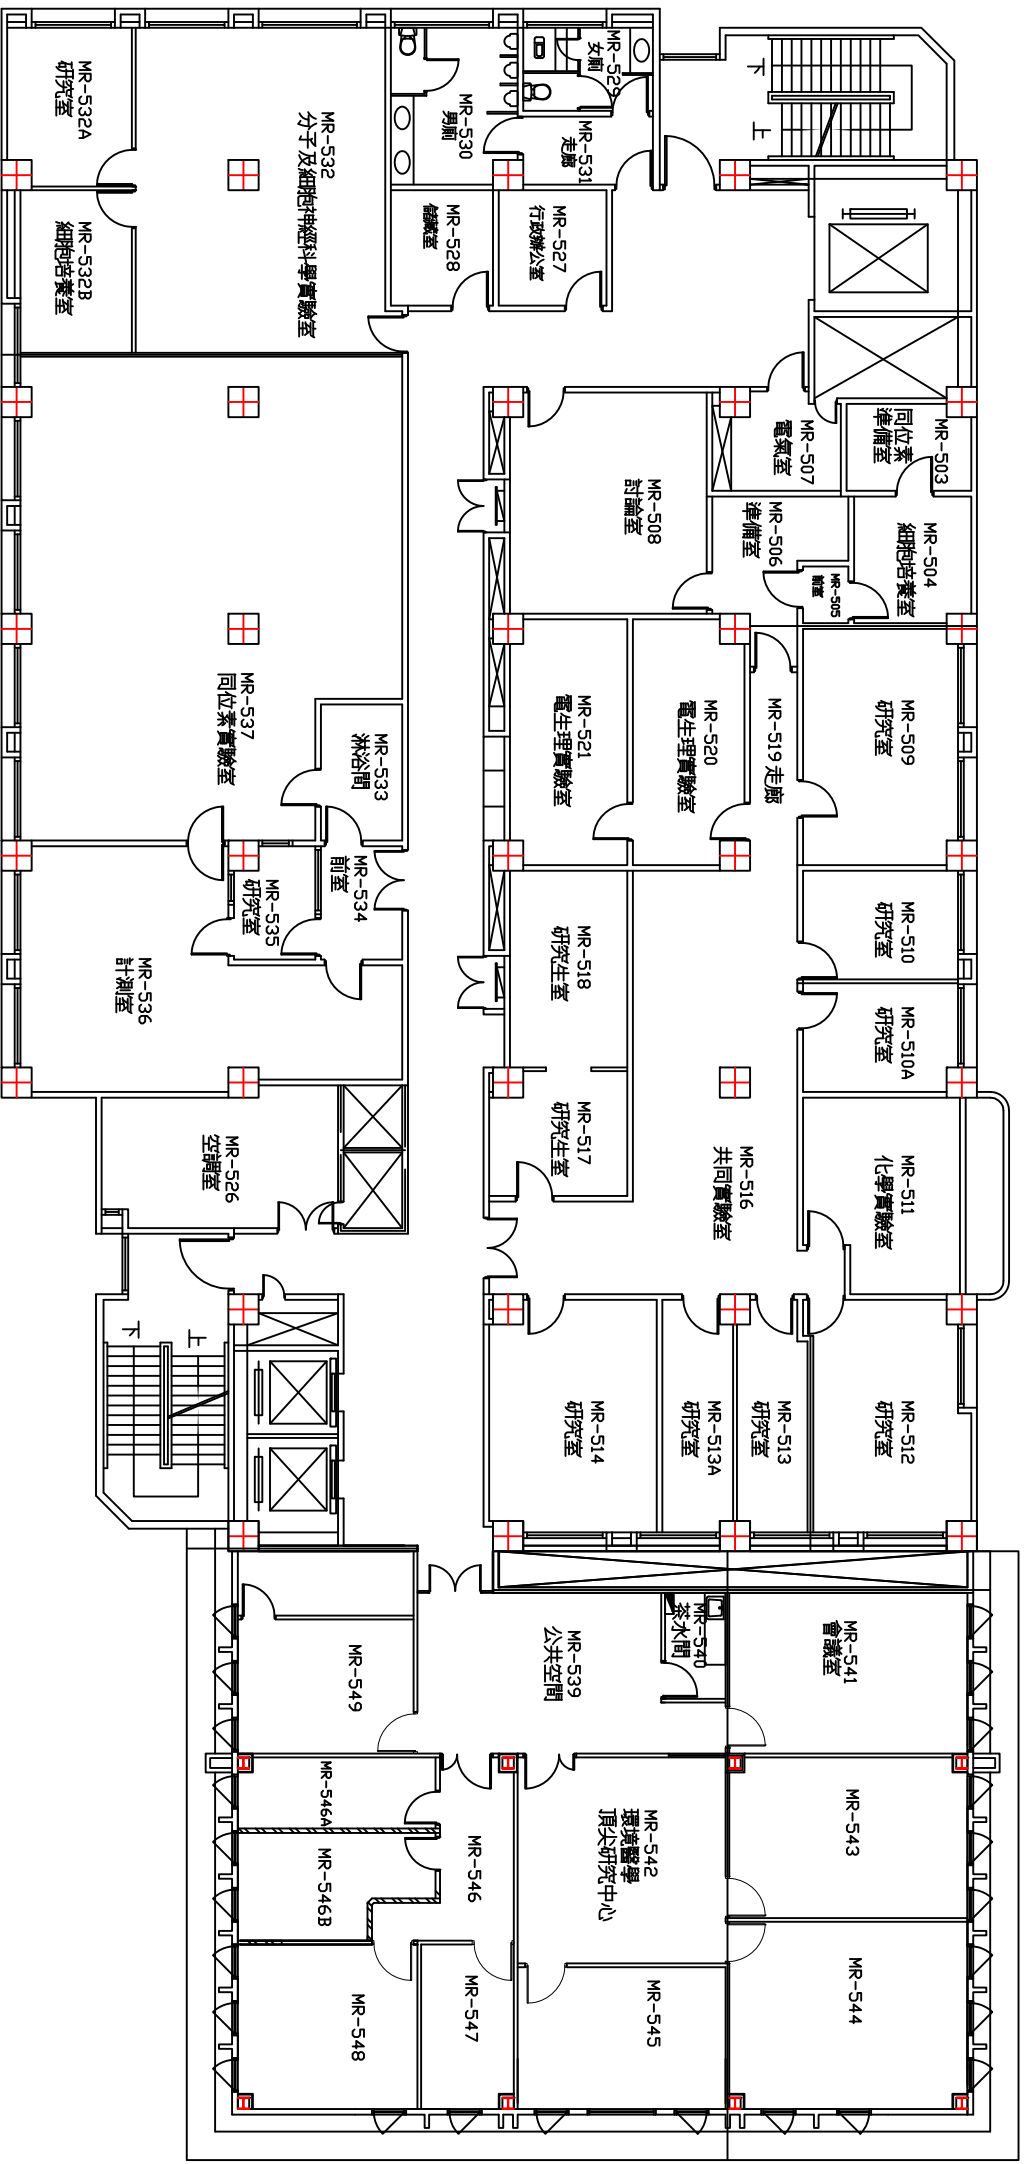 MR-532A
研究室
MR-532B
細胞培養室
MR-532
分子及細胞神經科學實驗室
MR-530
男廁
MR-529
女廁
MR-531
走廊
MR-528
儲藏室
MR-527
行政辦公室
下
上
MR-503
同位素
準備室
MR-507
電氣室
MR-504
細胞培養室
MR-506
準備室
MR-505
前室
MR-508
討論室
MR-509
研究室
MR-519 走廊
MR-520
電生理實驗室
MR-521
電生理實驗室
MR-537
同位素實驗室
MR-533
淋浴間
MR-534
前室
MR-535
研究室
MR-536
計測室
MR-518
研究生室
MR-517
研究生室
MR-510
研究室
MR-510A
研究室
MR-511
化學實驗室
MR-516
共同實驗室
MR-526
空調室
上
下
MR-514
研究室
MR-513A
研究室
MR-513
研究室
MR-512
研究室
MR-549
MR-539
公共空間
MR-540
茶水間
MR-541
會議室
MR-546A
MR-546B
MR-546
MR-542
環境醫學
頂尖研究中心
MR-543
MR-544
MR-545
MR-547
MR-548